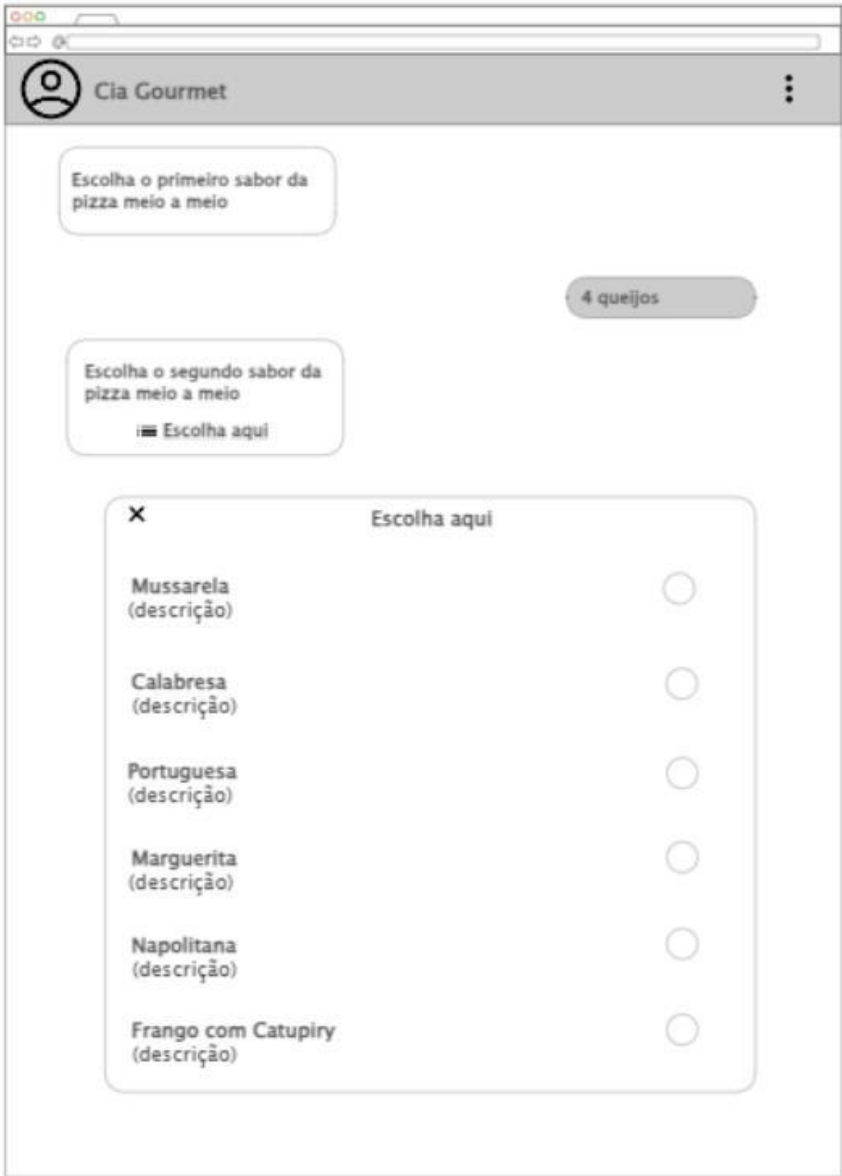 Cia Gourmet
Escolha o primeiro sabor da
pizza meio a meio
4 queijos
Escolha o segundo sabor da
pizza meio a meio
Escolha aqui
Escolha aqui
Mussarela
(descrição)
Calabresa
(descrição)
Portuguesa
(descrição)
Marguerita
(descrição)
Napolitana
(descrição)
Frango com Catupiry
(descrição)